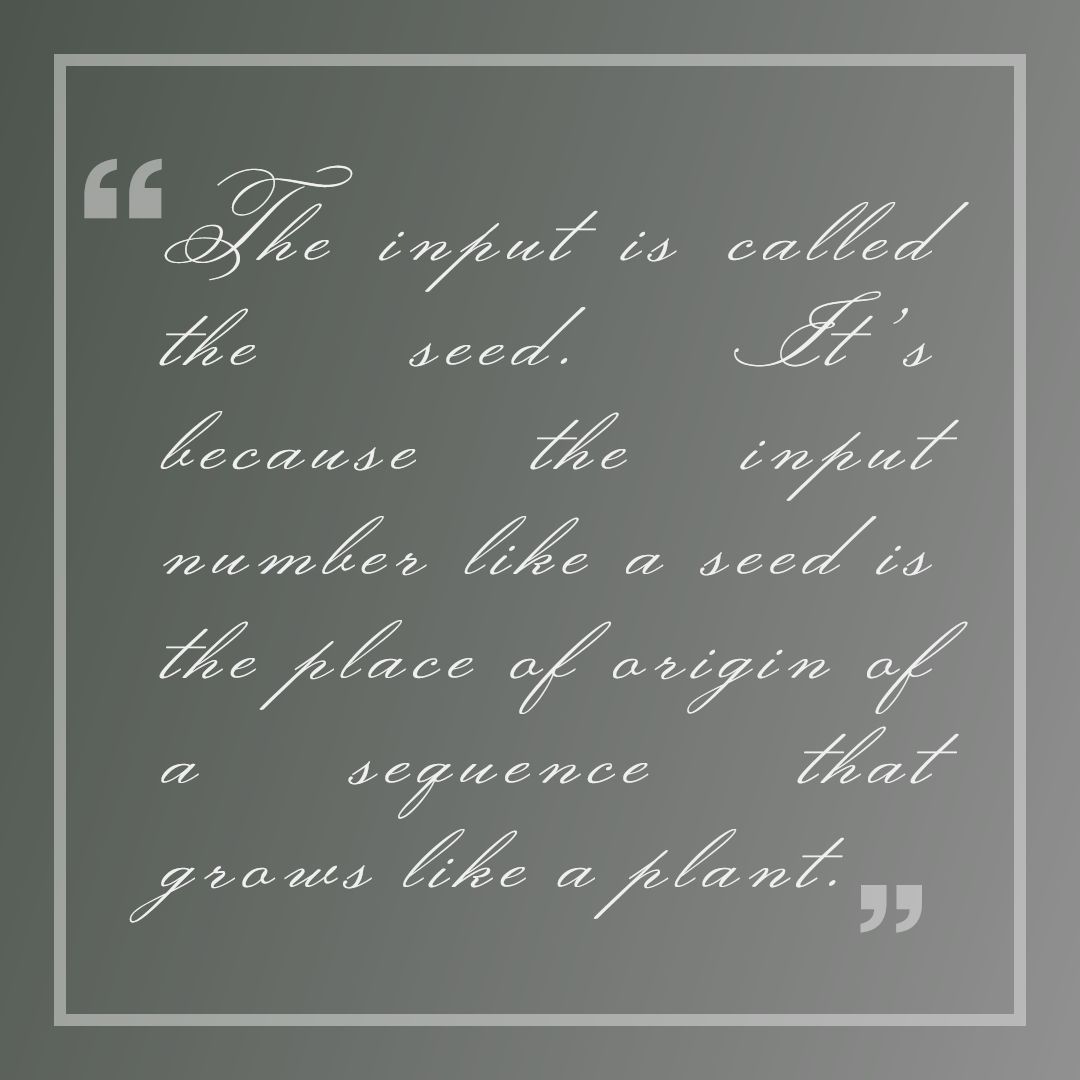 “The input is called
the seed. It’s
because the input
number like a seed is
the place of origin of
a sequence that
grows like a plant.”